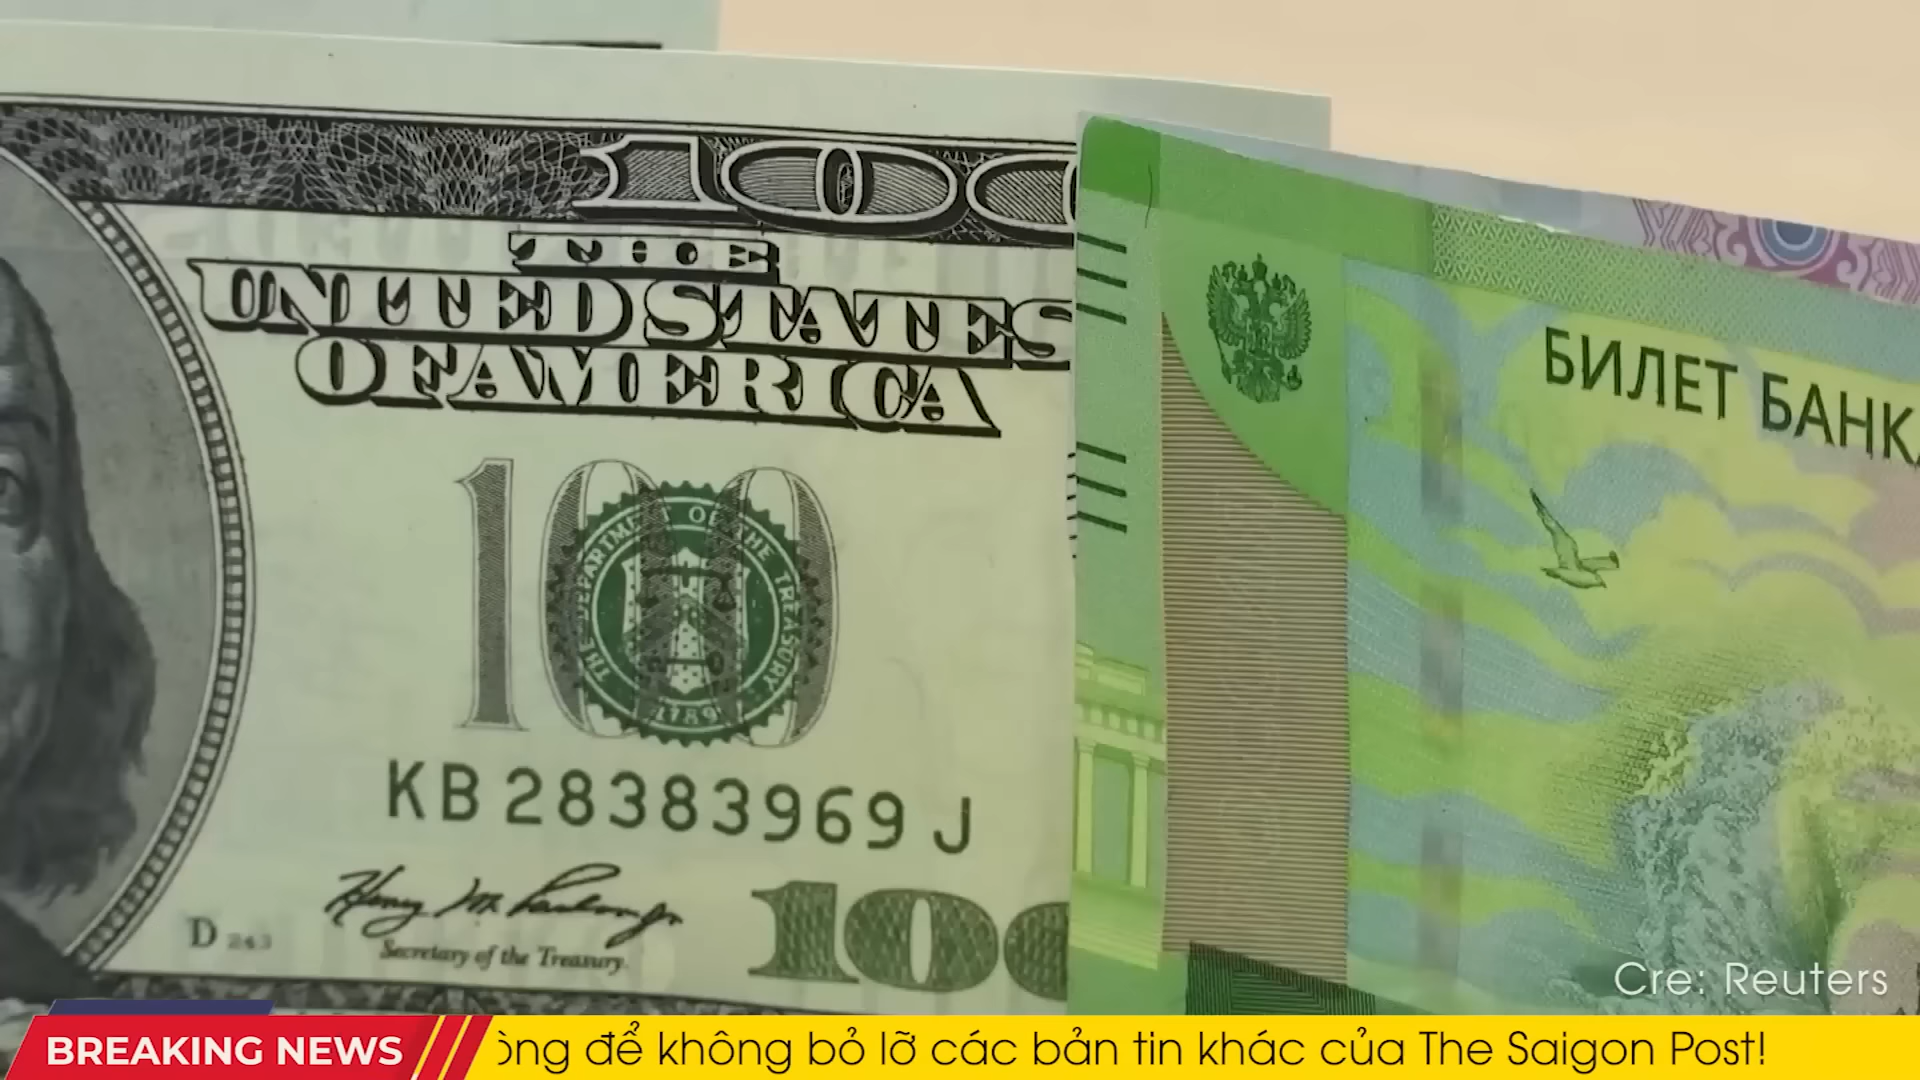 100
THE
UNITED STATES
OF AMERICA
100
THE DEPARTMENT OF THE TREASURY
1789
KB 28383969 J
Secretary of the Treasury.
D 243
100
БИЛЕТ БАНК
Cre: Reuters
BREAKING NEWS
òng để không bỏ lỡ các bản tin khác của The Saigon Post!